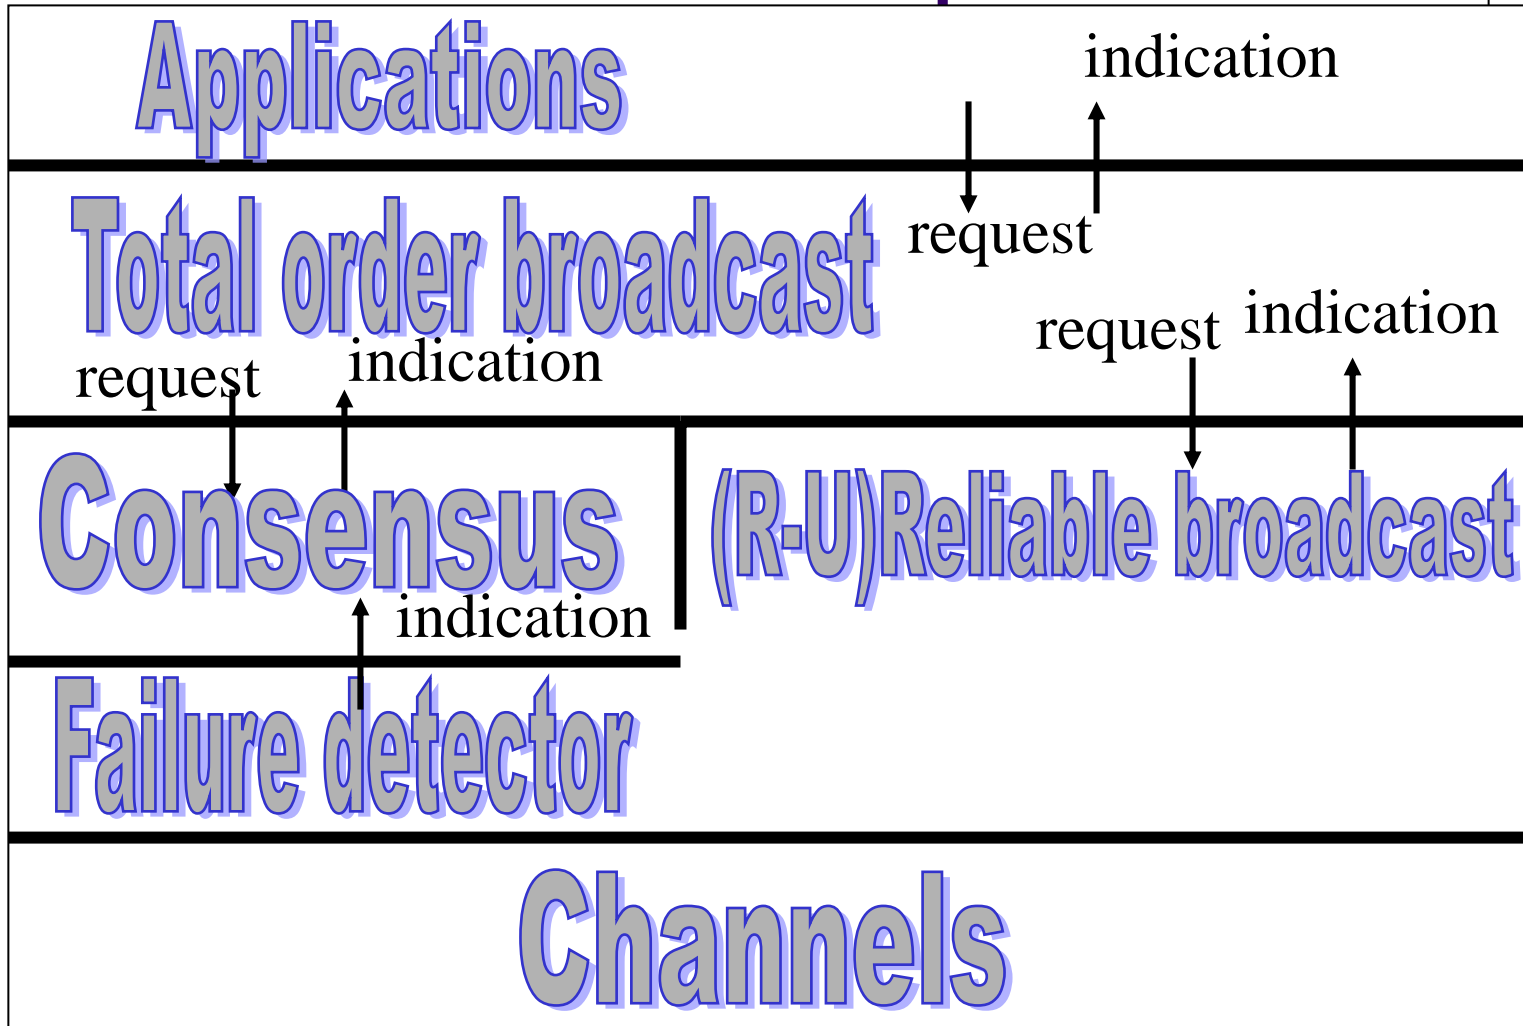 Applications
indication
request
Total order broadcast
request indication
request indication
Consensus
(R-U)Reliable broadcast
indication
Failure detector
Channels